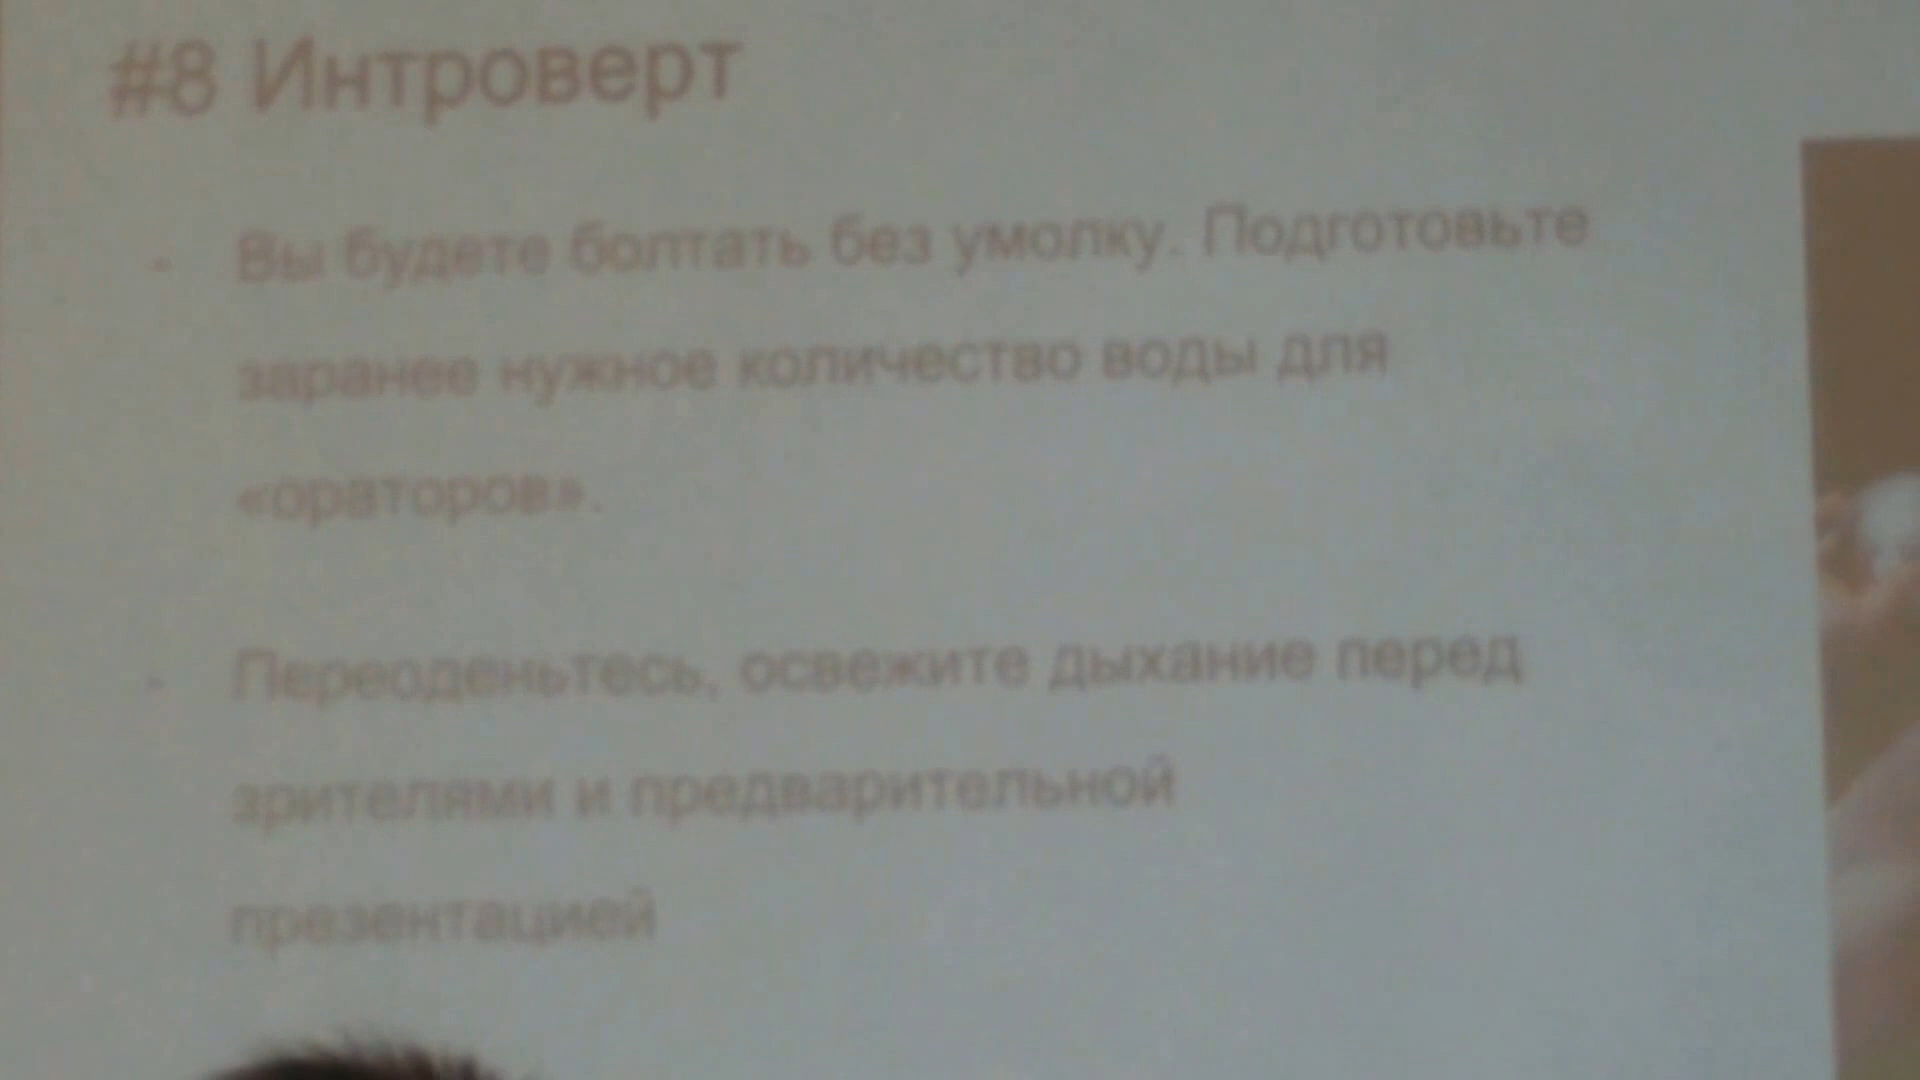 #8 Интроверт
- Вы будете болтать без умолку. Подготовьте
заранее нужное количество воды для
«ораторов».
- Переоденьтесь, освежите дыхание перед
зрителями и предварительной
презентацией